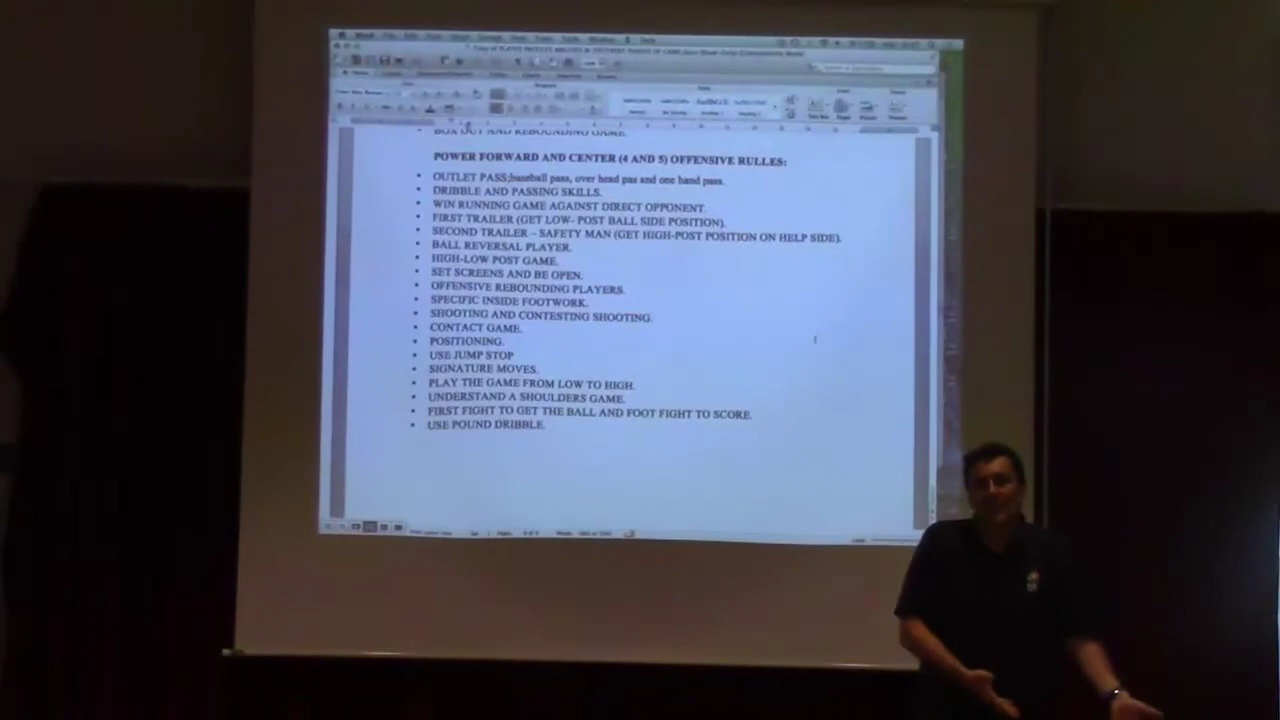 BOX OUT AND REBOUNDING GAME.
POWER FORWARD AND CENTER (4 AND 5) OFFENSIVE RULLES:
• OUTLET PASS;baseball pass, over head pas and one hand pass.
• DRIBBLE AND PASSING SKILLS.
• WIN RUNNING GAME AGAINST DIRECT OPPONENT.
• FIRST TRAILER (GET LOW- POST BALL SIDE POSITION).
• SECOND TRAILER – SAFETY MAN (GET HIGH-POST POSITION ON HELP SIDE).
• BALL REVERSAL PLAYER.
• HIGH-LOW POST GAME.
• SET SCREENS AND BE OPEN.
• OFFENSIVE REBOUNDING PLAYERS.
• SPECIFIC INSIDE FOOTWORK.
• SHOOTING AND CONTESTING SHOOTING.
• CONTACT GAME.
• POSITIONING.
• USE JUMP STOP
• SIGNATURE MOVES.
• PLAY THE GAME FROM LOW TO HIGH.
• UNDERSTAND A SHOULDERS GAME.
• FIRST FIGHT TO GET THE BALL AND FOOT FIGHT TO SCORE.
• USE POUND DRIBBLE.